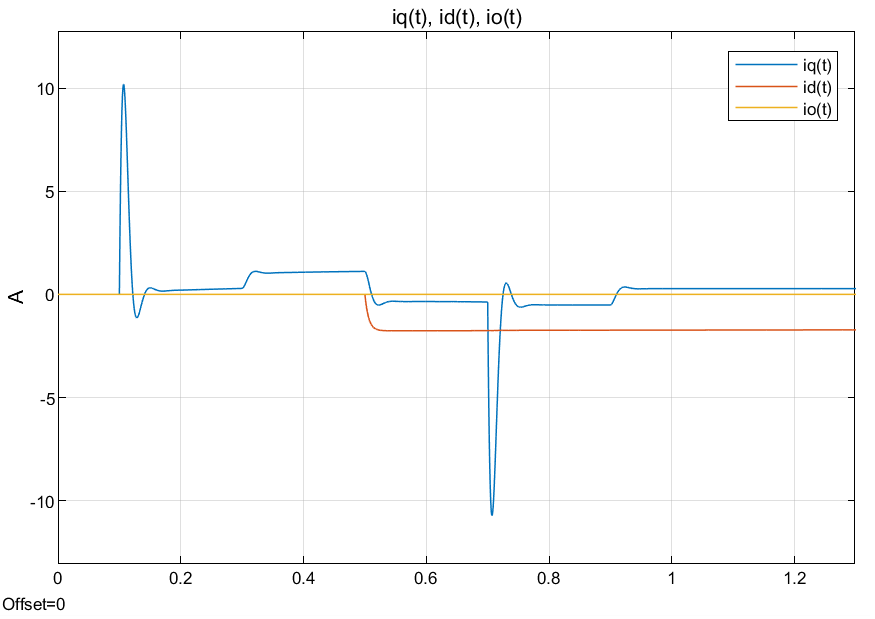 iq(t), id(t), io(t)
iq(t)
id(t)
io(t)
10
5
0
-5
-10
A
0 0.2 0.4 0.6 0.8 1 1.2
Offset=0